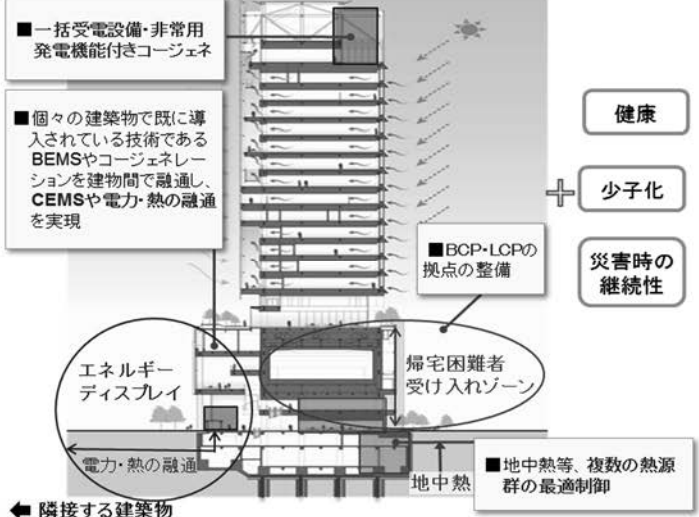 ■一括受電設備・非常用
発電機能付きコージェネ
■個々の建築物で既に導
入されている技術である
BEMSやコージェネレー
ションを建物間で融通し、
CEMSや電力・熱の融通
を実現
健康
＋
少子化
災害時の
継続性
■BCP・LCPの
拠点の整備
エネルギー
ディスプレイ
帰宅困難者
受け入れゾーン
電力・熱の融通
地中熱
■地中熱等、複数の熱源
群の最適制御
⬅ 隣接する建築物